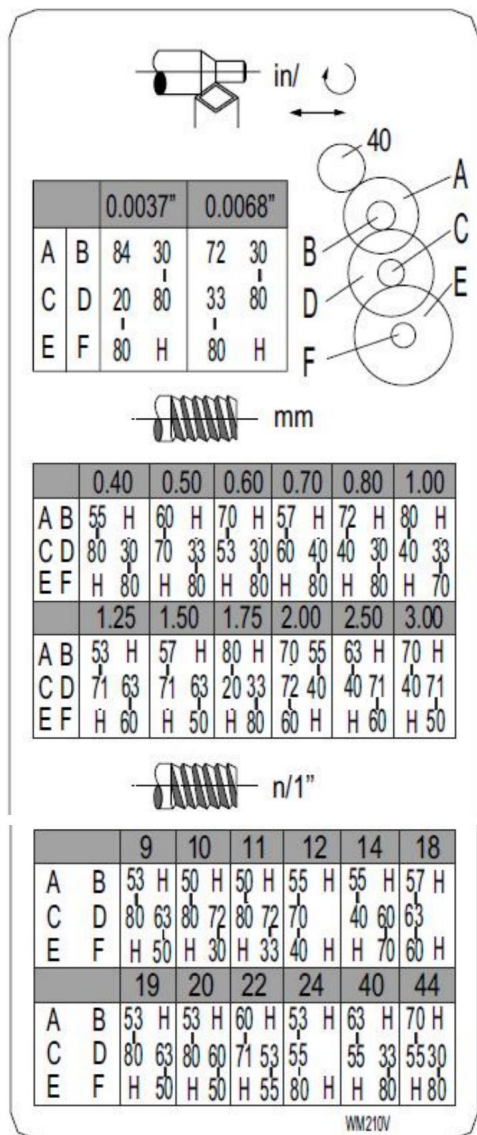 in/
40
A
B
C
D
E
F
0.0037" 0.0068"
A B 84 30 72 30
C D 20 80 33 80
E F 80 H 80 H
mm
0.40 0.50 0.60 0.70 0.80 1.00
A B 55 H 60 H 70 H 57 H 72 H 80 H
C D 80 30 70 33 53 30 60 40 40 30 40 33
E F H 80 H 80 H 80 H 80 H 80 H 70
1.25 1.50 1.75 2.00 2.50 3.00
A B 53 H 57 H 80 H 70 55 63 H 70 H
C D 71 63 71 63 20 33 72 40 40 71 40 71
E F H 60 H 50 H 80 60 H H 60 H 50
n/1"
9 10 11 12 14 18
A B 53 H 50 H 50 H 55 H 55 H 57 H
C D 80 63 80 72 80 72 70 40 60 63
E F H 50 H 30 H 33 40 H H 70 60 H
19 20 22 24 40 44
A B 53 H 53 H 60 H 53 H 63 H 70 H
C D 80 63 80 60 71 53 55 55 33 55 30
E F H 50 H 50 H 55 80 H H 80 H 80
WM210V